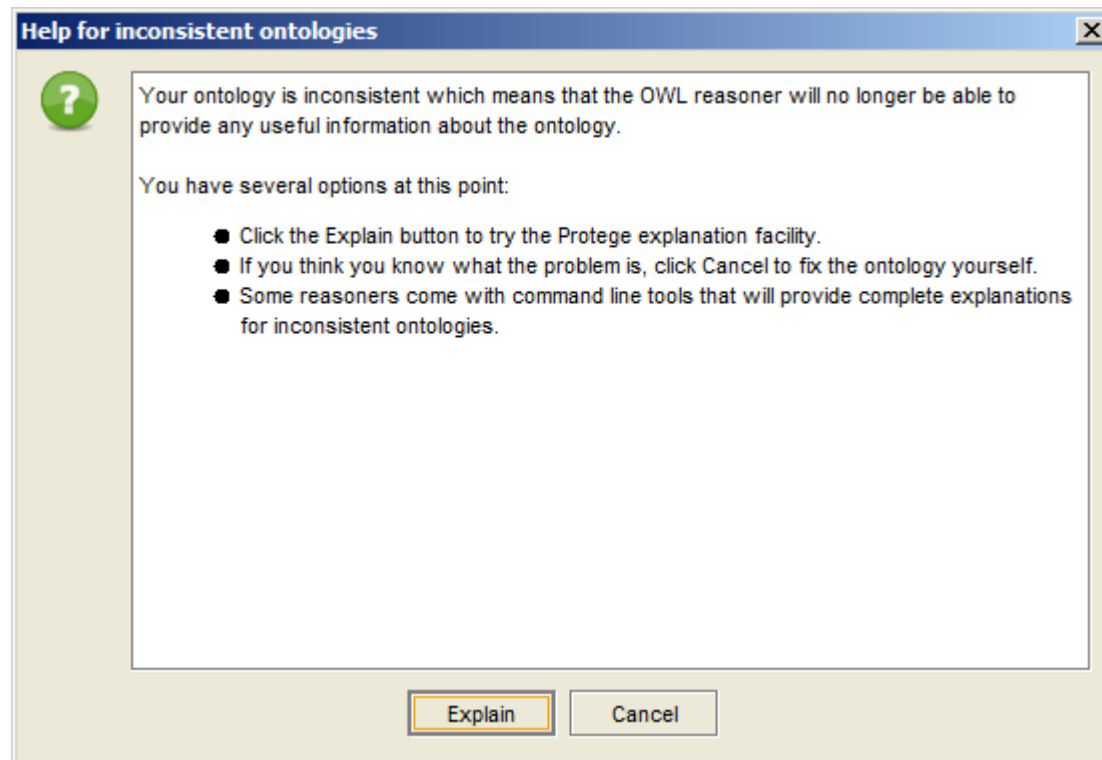 Help for inconsistent ontologies
Your ontology is inconsistent which means that the OWL reasoner will no longer be able to
provide any useful information about the ontology.
You have several options at this point:
Click the Explain button to try the Protege explanation facility.
If you think you know what the problem is, click Cancel to fix the ontology yourself.
Some reasoners come with command line tools that will provide complete explanations
for inconsistent ontologies.
Explain
Cancel